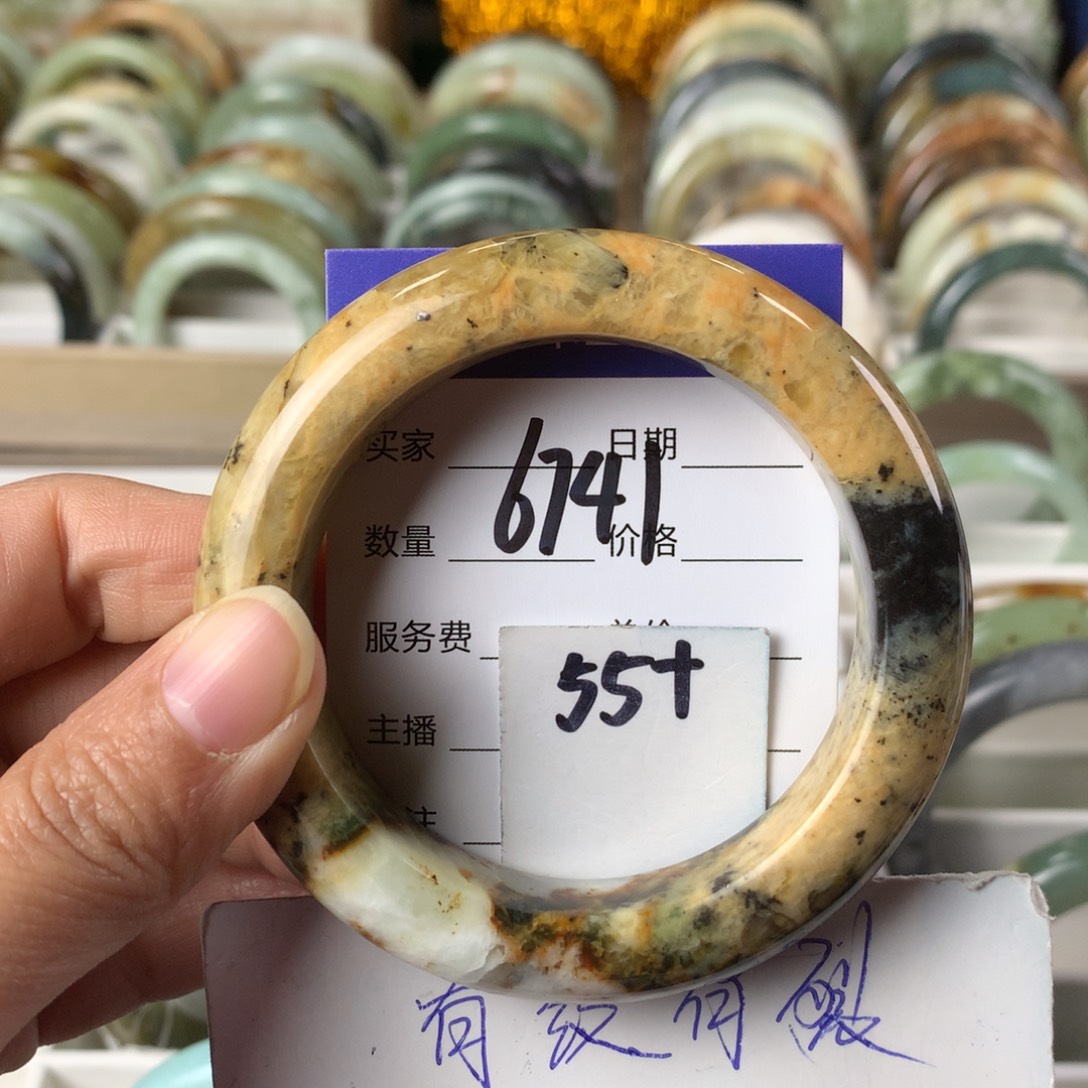 买家 6741 日期
数量 价格
服务费
55+
主播
有纹有裂